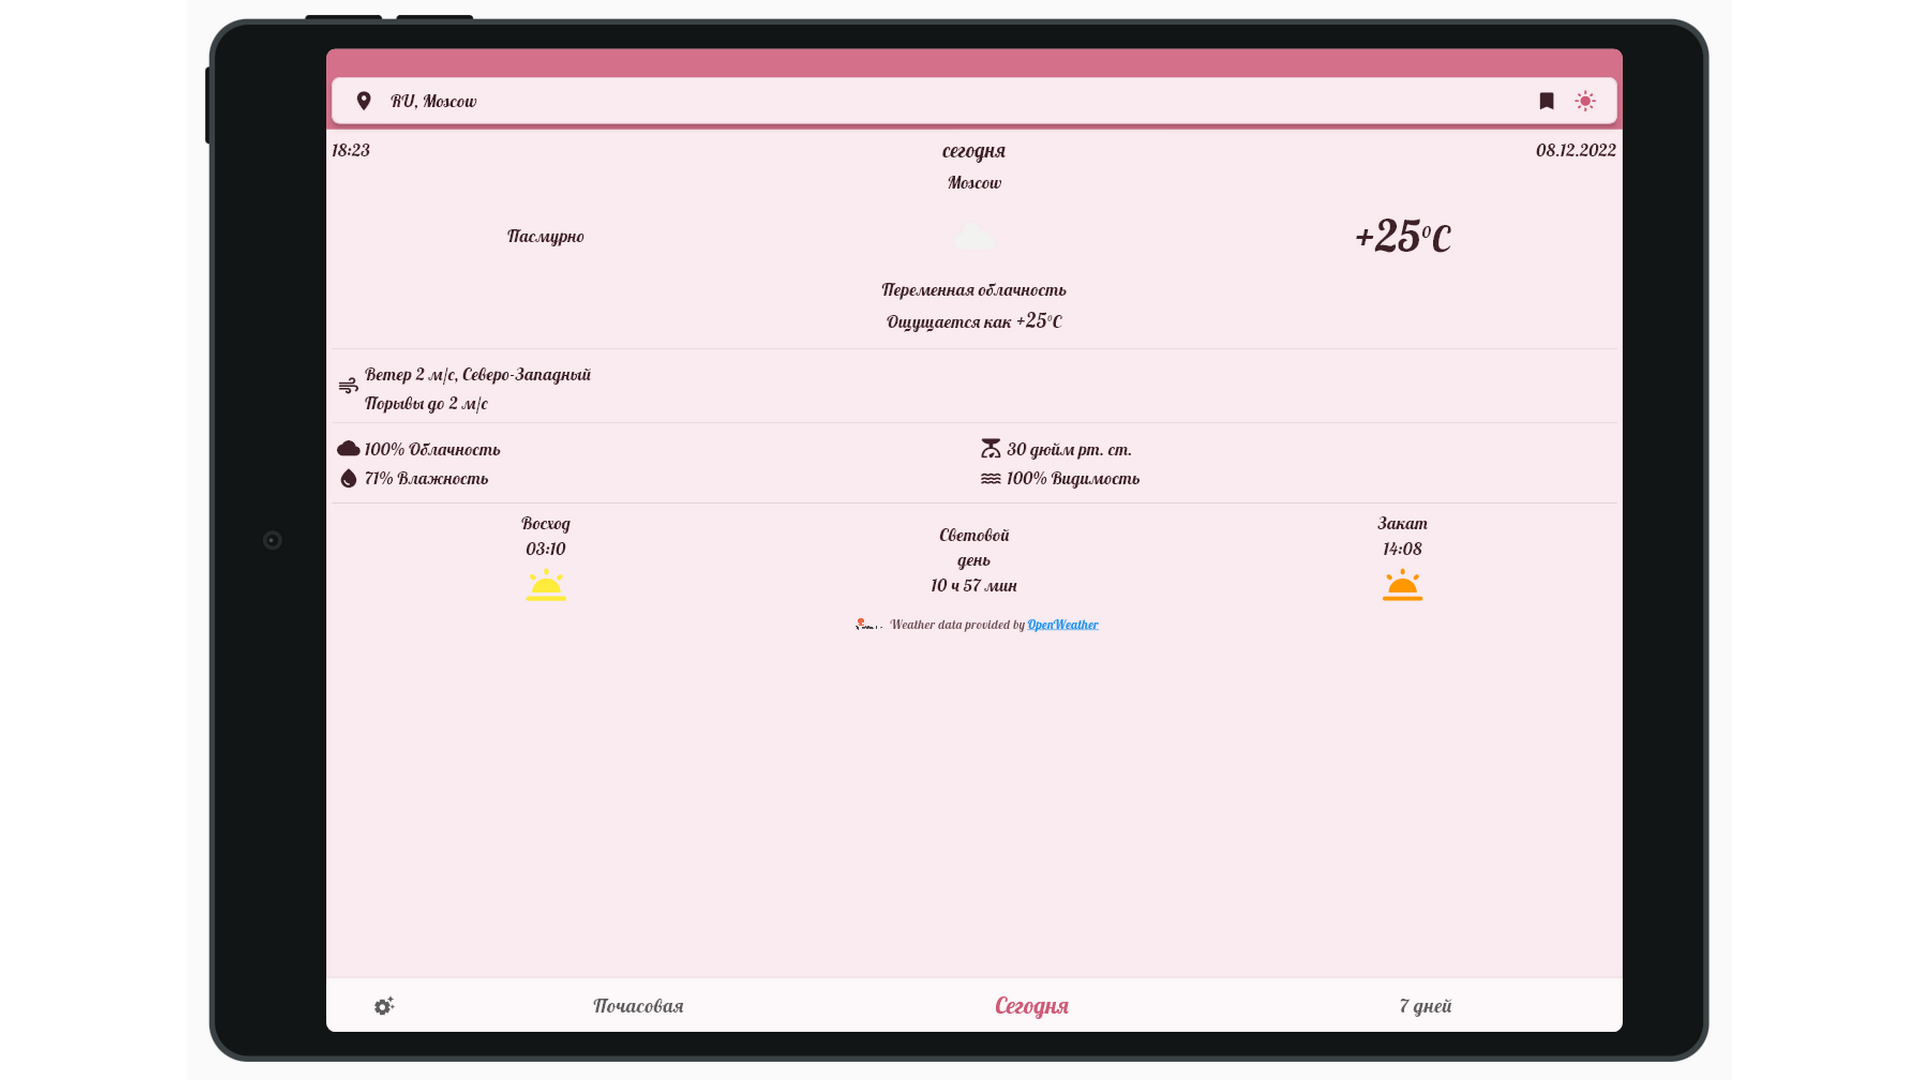 RU, Moscow
18:23
сегодня
08.12.2022
Moscow
Пасмурно
+25°C
Переменная облачность
Ощущается как +25°C
Ветер 2 м/с, Северо-Западный
Порывы до 2 м/с
100% Облачность
30 дюйм рт. ст.
71% Влажность
100% Видимость
Восход
03:10
Световой
день
10 ч 57 мин
Закат
14:08
Weather data provided by OpenWeather
Почасовая
Сегодня
7 дней